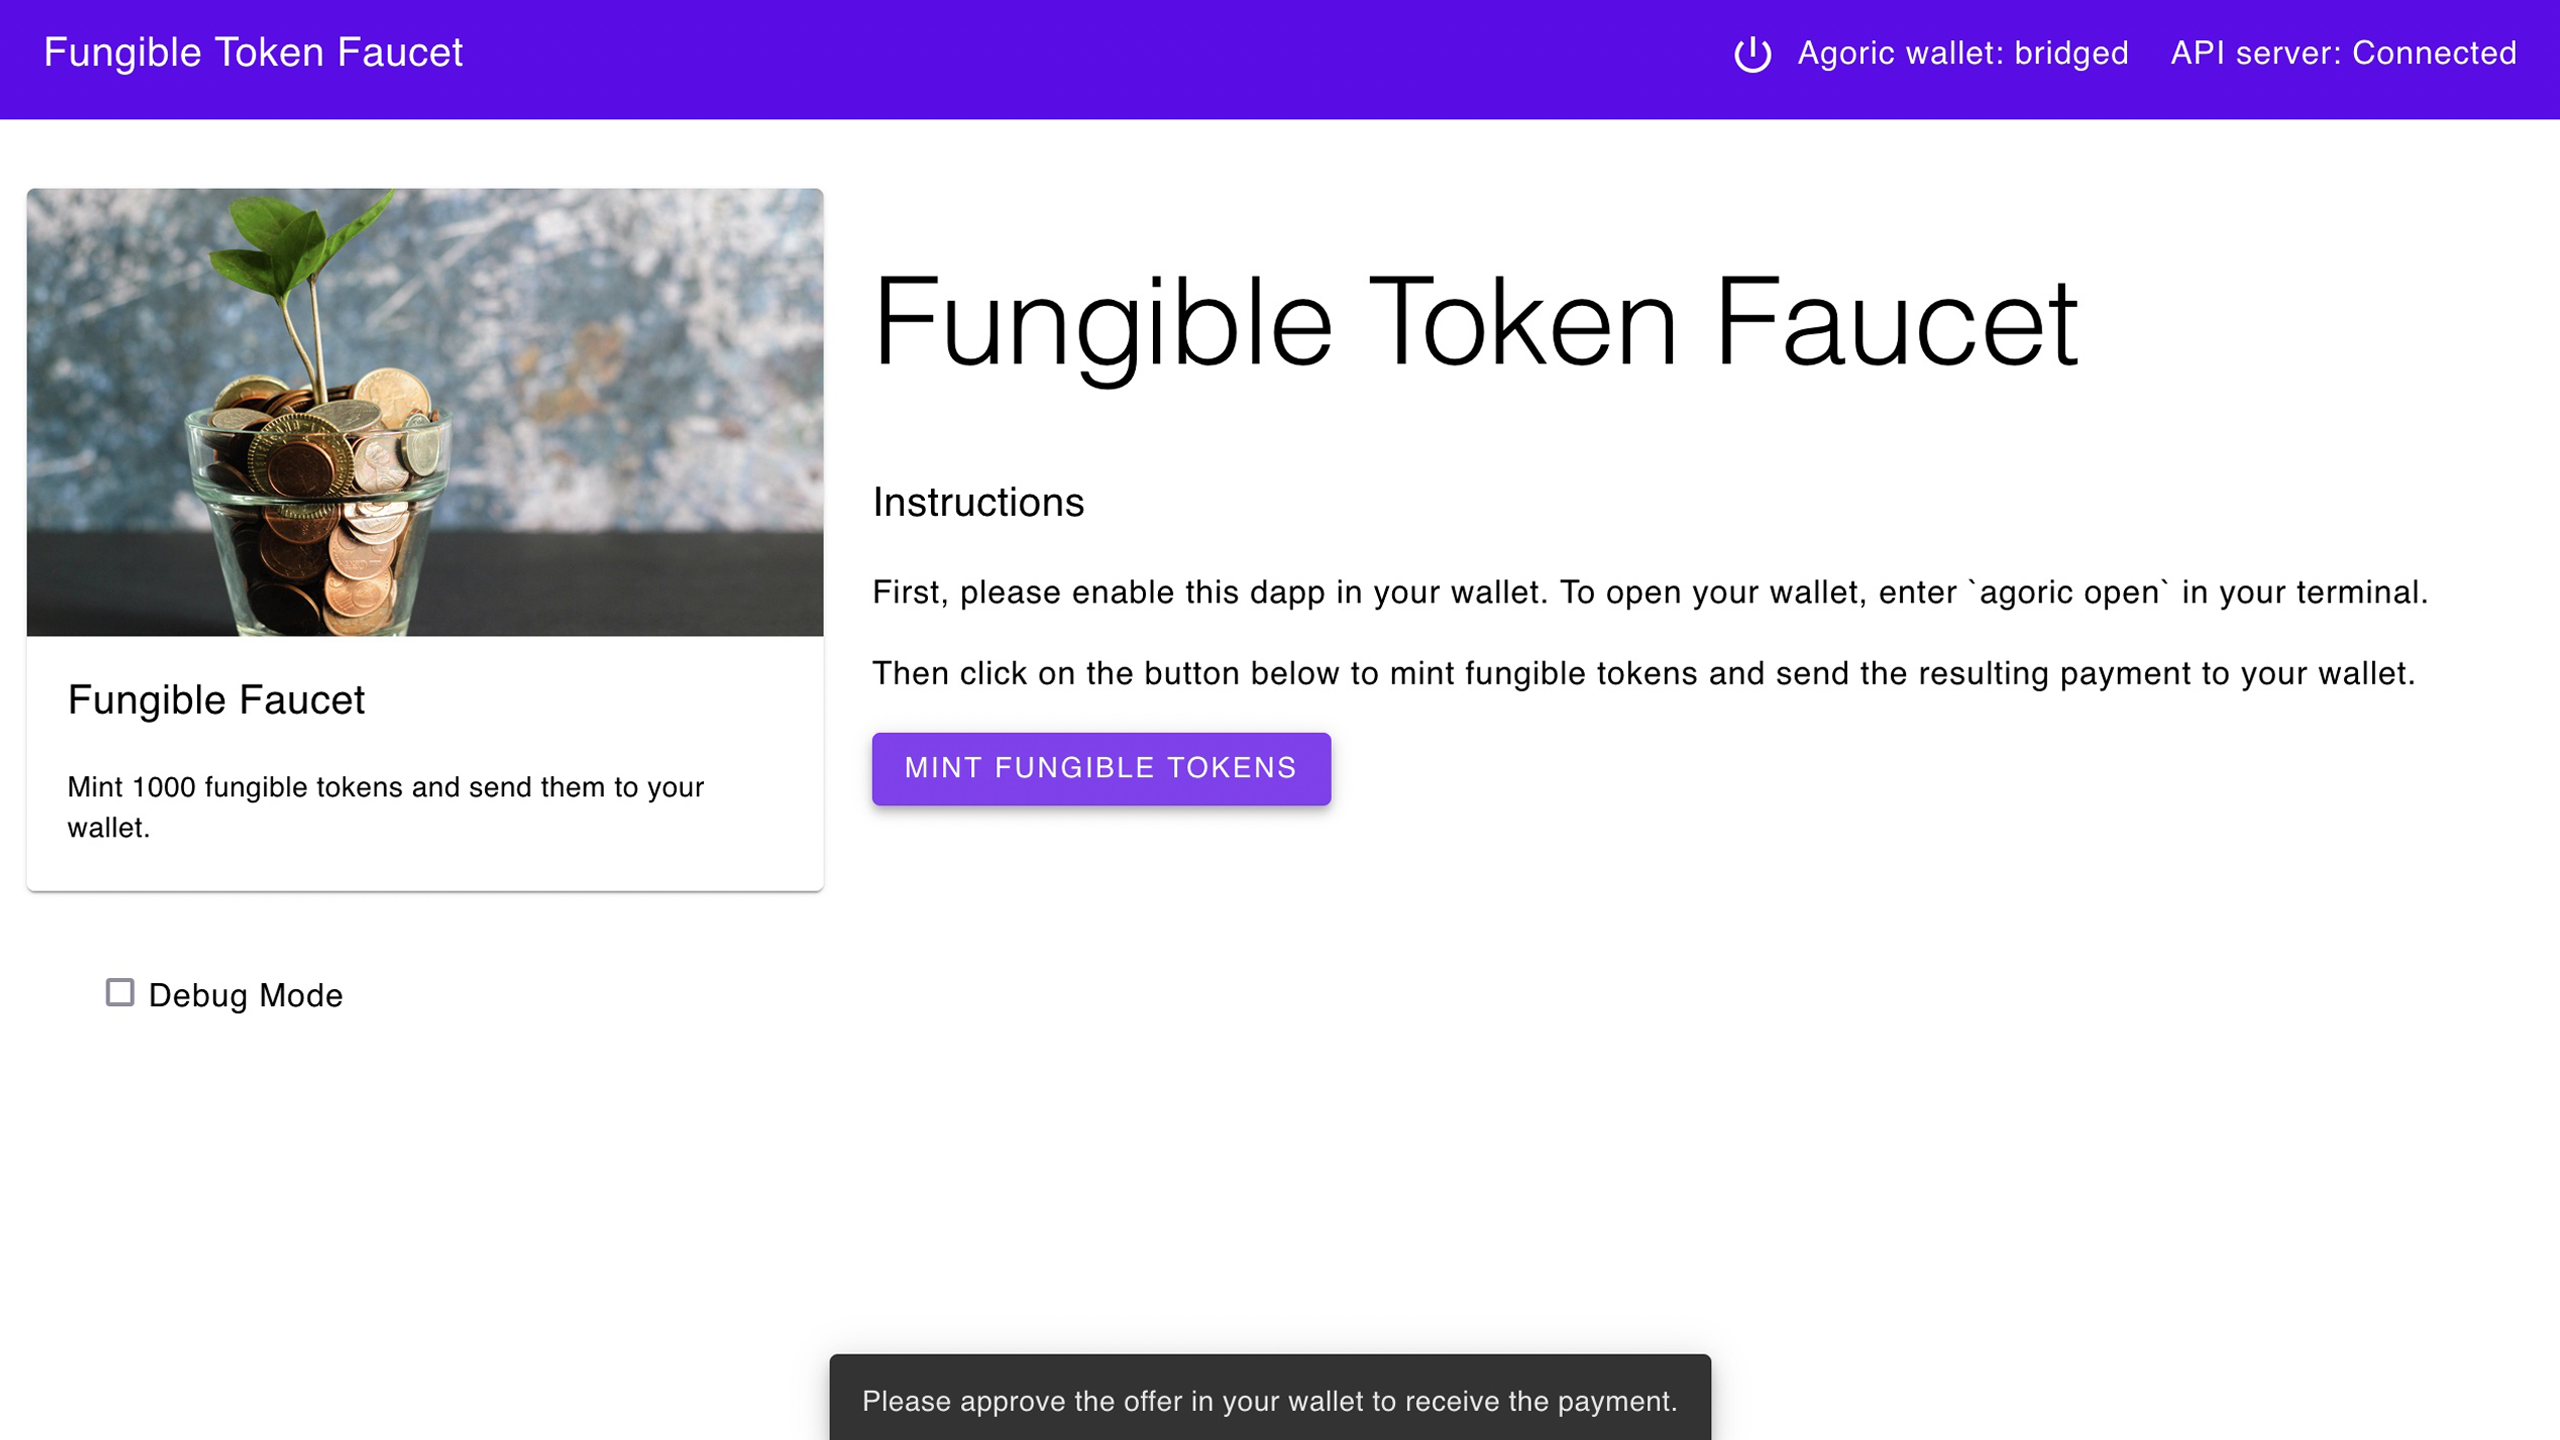 Fungible Token Faucet
Agoric wallet: bridged
API server: Connected
Fungible Token Faucet
Instructions
First, please enable this dapp in your wallet. To open your wallet, enter `agoric open` in your terminal.
Then click on the button below to mint fungible tokens and send the resulting payment to your wallet.
MINT FUNGIBLE TOKENS
Fungible Faucet
Mint 1000 fungible tokens and send them to your
wallet.
Debug Mode
Please approve the offer in your wallet to receive the payment.